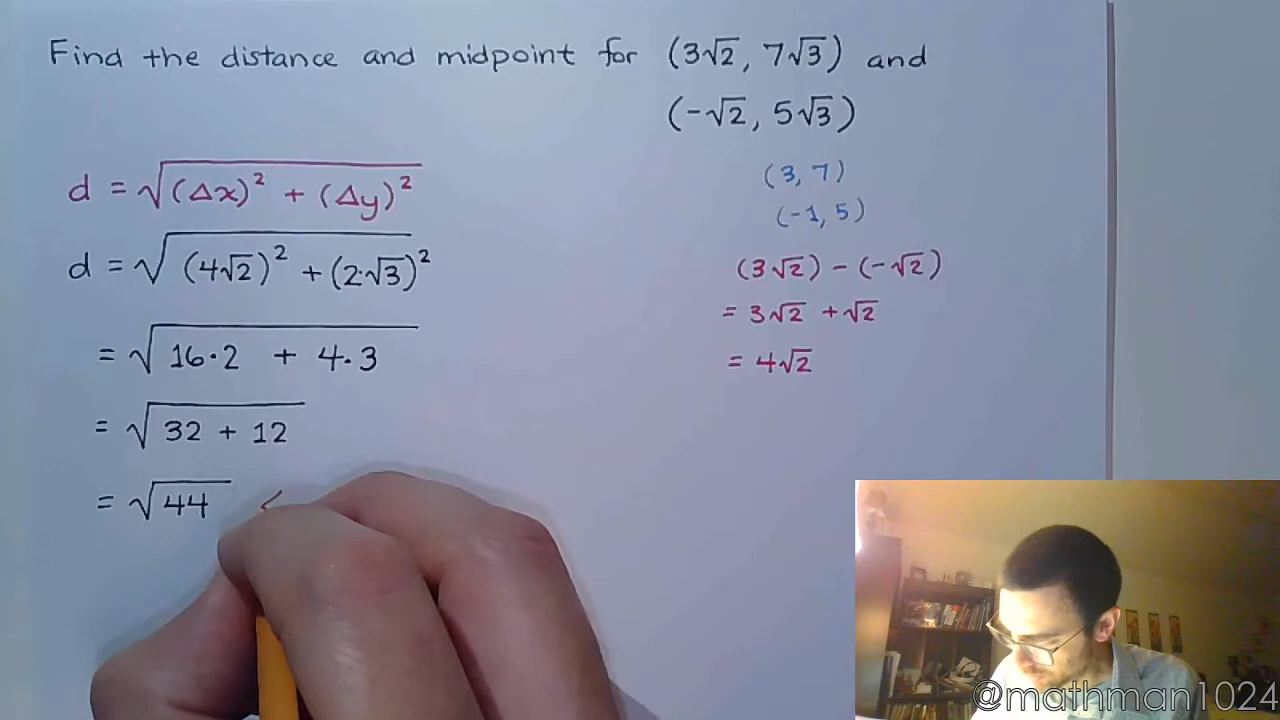 Find the distance and midpoint for (3√2, 7√3) and
(-√2, 5√3)
(3, 7)
(-1, 5)
d = √(Δx)² + (Δy)²
d = √(4√2)² + (2·√3)²
= √16·2 + 4·3
= √32 + 12
= √44
(3√2) - (-√2)
= 3√2 + √2
= 4√2
@mathman1024